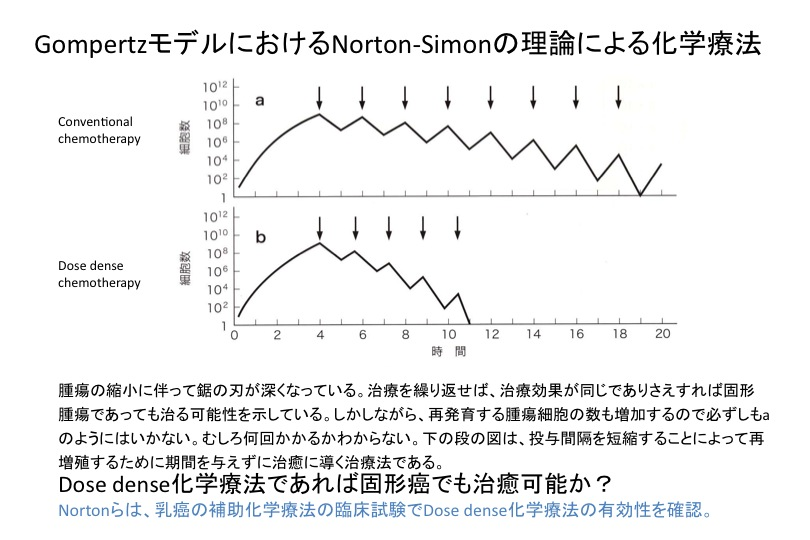 GompertzモデルにおけるNorton-Simonの理論による化学療法
Conventional
chemotherapy
細胞数
10¹²
10¹⁰
10⁸
10⁶
10⁴
10²
1
a
Dose dense
chemotherapy
細胞数
10¹²
10¹⁰
10⁸
10⁶
10⁴
10²
1
b
0 2 4 6 8 10 12 14 16 18 20
時 間
腫瘍の縮小に伴って鋸の刃が深くなっている。治療を繰り返せば、治療効果が同じでありさえすれば固形
腫瘍であっても治る可能性を示している。しかしながら、再発育する腫瘍細胞の数も増加するので必ずしもa
のようにはいかない。むしろ何回かかるかわからない。下の段の図は、投与間隔を短縮することによって再
増殖するために期間を与えずに治癒に導く治療法である。
Dose dense化学療法であれば固形癌でも治癒可能か？
Nortonらは、乳癌の補助化学療法の臨床試験でDose dense化学療法の有効性を確認。